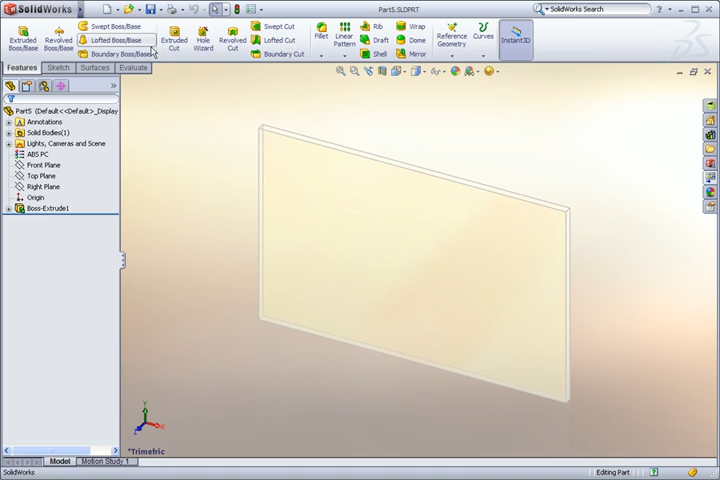 SolidWorks
Part5.SLDPRT
SolidWorks Search
Extruded Boss/Base
Revolved Boss/Base
Swept Boss/Base
Lofted Boss/Base
Boundary Boss/Base
Extruded Cut
Hole Wizard
Revolved Cut
Swept Cut
Lofted Cut
Boundary Cut
Fillet
Linear Pattern
Rib
Draft
Shell
Wrap
Dome
Mirror
Reference Geometry
Curves
Instant3D
Features
Sketch
Surfaces
Evaluate
Part5 (Default<<Default>_Display
Annotations
Solid Bodies(1)
Lights, Cameras and Scene
ABS PC
Front Plane
Top Plane
Right Plane
Origin
Boss-Extrude1
Y
X
Z
*Trimetric
Model
Motion Study 1
SolidWorks
Editing Part